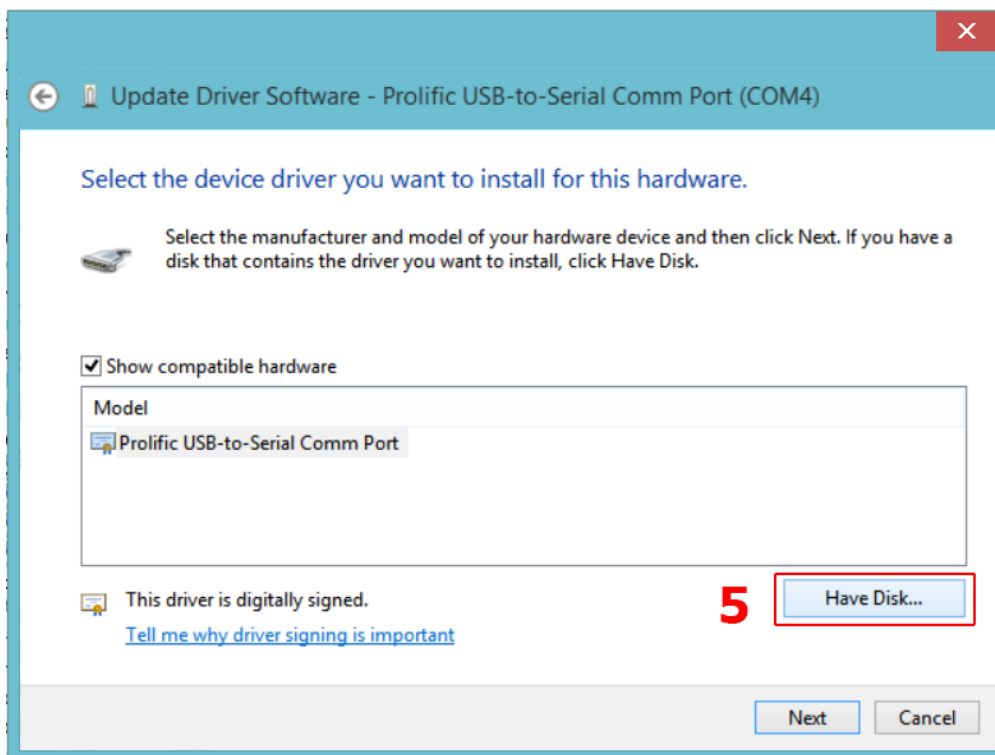 Update Driver Software - Prolific USB-to-Serial Comm Port (COM4)
Select the device driver you want to install for this hardware.
Select the manufacturer and model of your hardware device and then click Next. If you have a
disk that contains the driver you want to install, click Have Disk.
Show compatible hardware
Model
Prolific USB-to-Serial Comm Port
This driver is digitally signed.
5 Have Disk...
Tell me why driver signing is important
Next Cancel